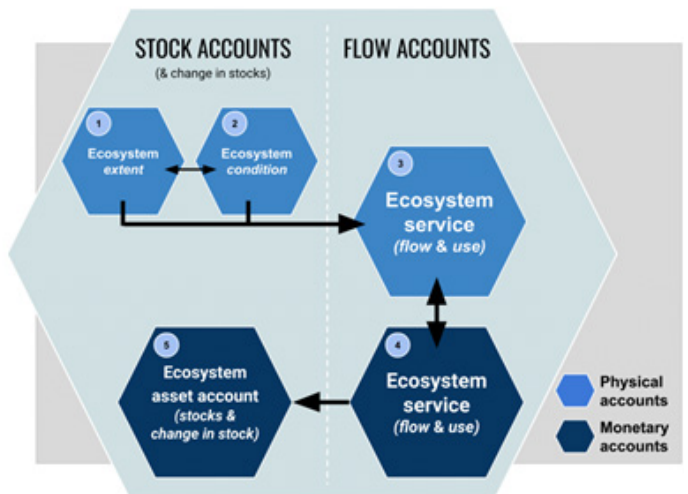 STOCK ACCOUNTS
(& change in stocks)
FLOW ACCOUNTS
1
Ecosystem
extent
2
Ecosystem
condition
3
Ecosystem
service
(flow & use)
5
Ecosystem
asset account
(stocks &
change in stock)
4
Ecosystem
service
(flow & use)
Physical
accounts
Monetary
accounts